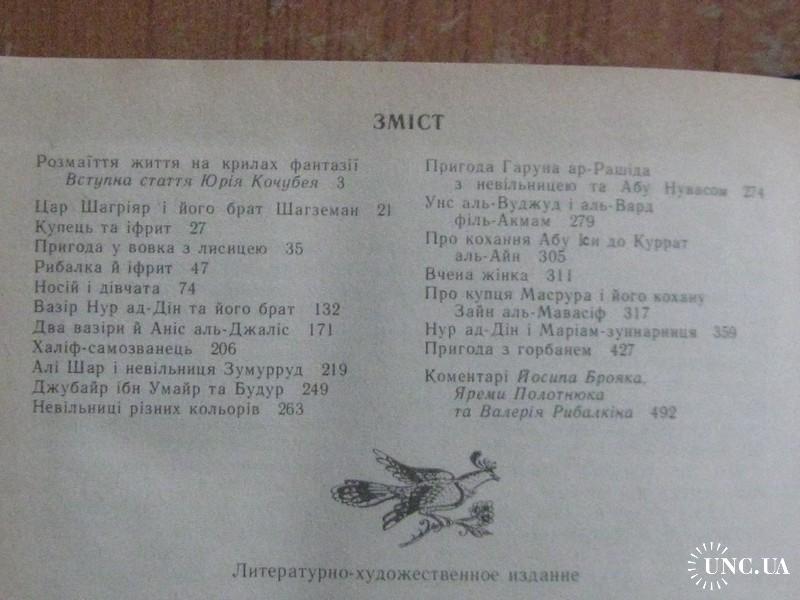 ЗМІСТ
Розмаїття життя на крилах фантазії
Вступна стаття Юрія Кочубея 3
Цар Шагріяр і його брат Шагземан 21
Купець та іфрит 27
Пригода у вовка з лисицею 35
Рибалка й іфрит 47
Носій і дівчата 74
Вазір Нур ад-Дін та його брат 132
Два вазіри й Аніс аль-Джаліс 171
Халіф-самозванець 206
Алі Шар і невільниця Зумурруд 219
Джубайр ібн Умайр та Будур 249
Невільниці різних кольорів 263
Пригода Гаруна ар-Рашіда
з невільницею та Абу Нувасом 274
Унс аль-Вуджуд і аль-Вард
філь-Акмам 279
Про кохання Абу Іси до Куррат
аль-Айн 305
Вчена жінка 311
Про купця Масрура і його кохану
Зайн аль-Мавасіф 317
Нур ад-Дін і Маріам-зуннарниця 359
Пригода з горбанем 427
Коментарі Йосипа Брояка,
Яреми Полотнюка
та Валерія Рибалкіна 492
Литературно-художественное издание
UNC.UA